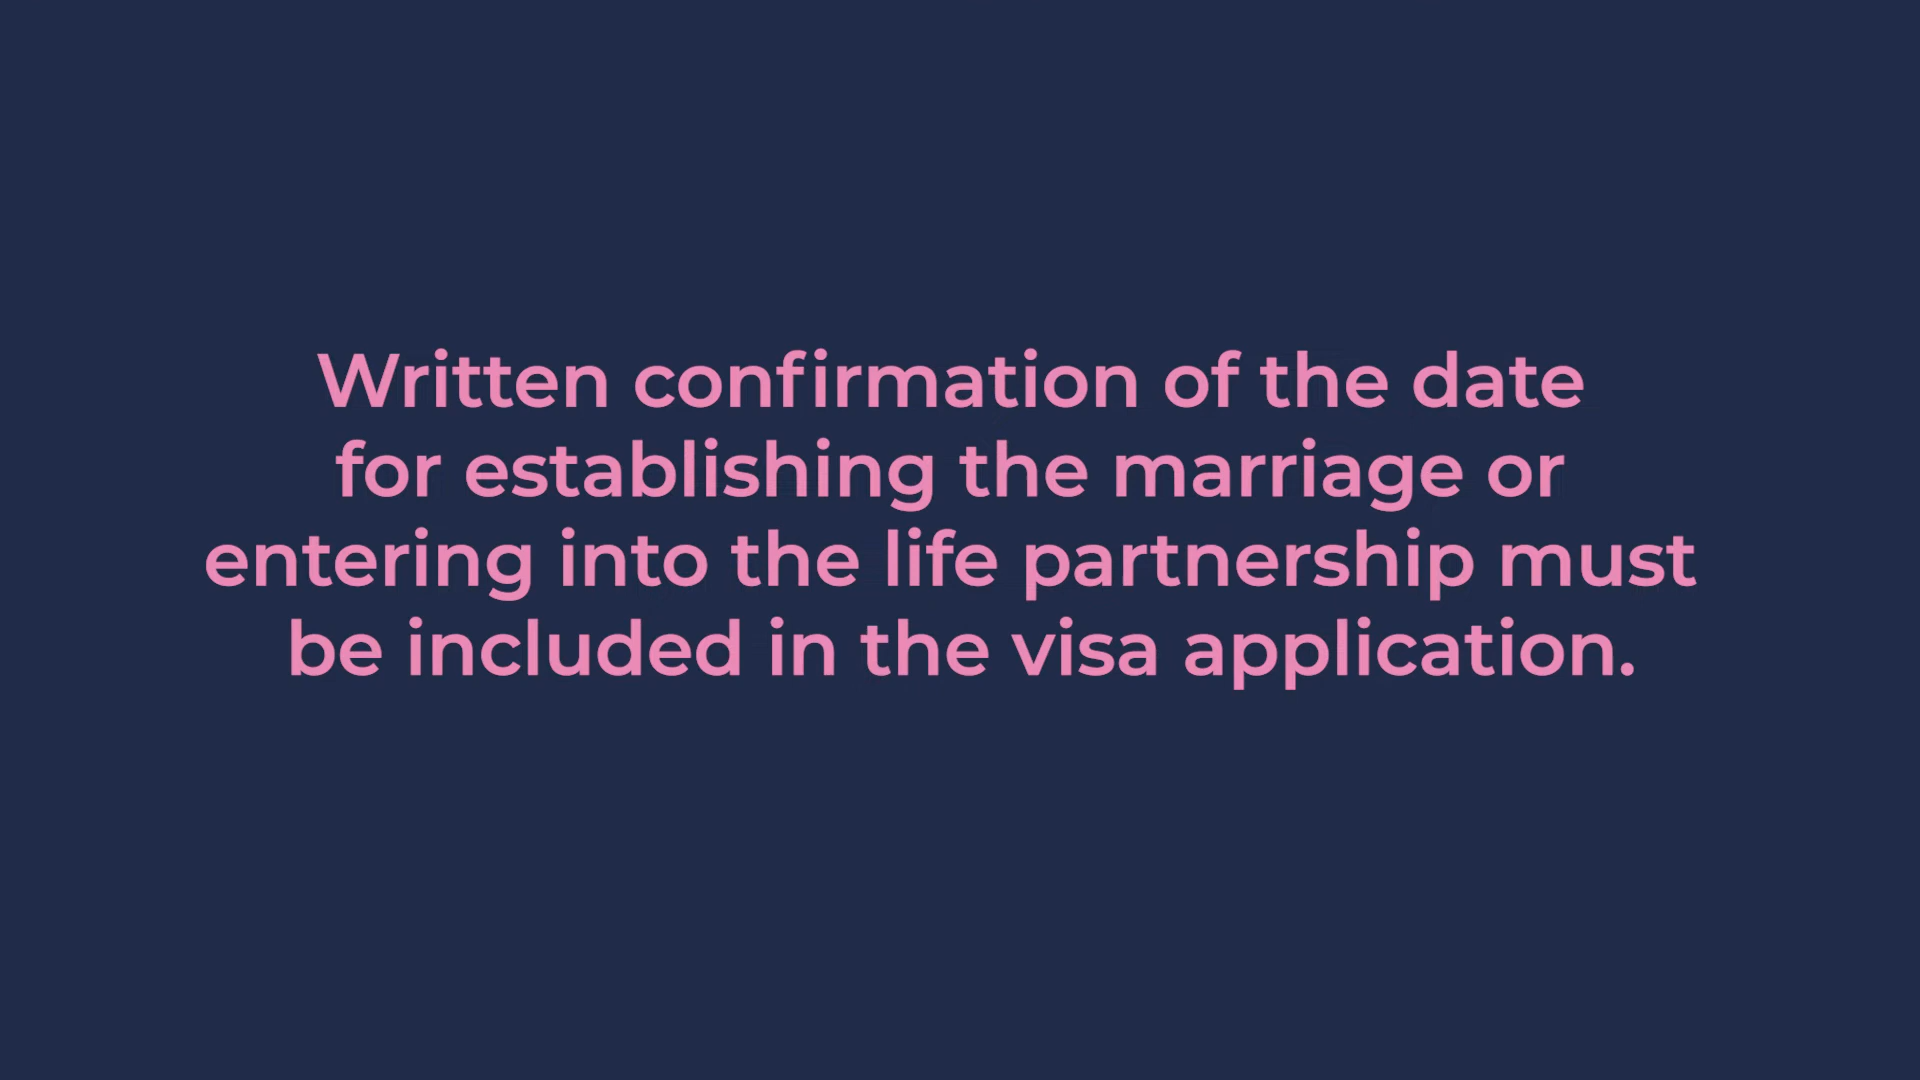 Written confirmation of the date
for establishing the marriage or
entering into the life partnership must
be included in the visa application.